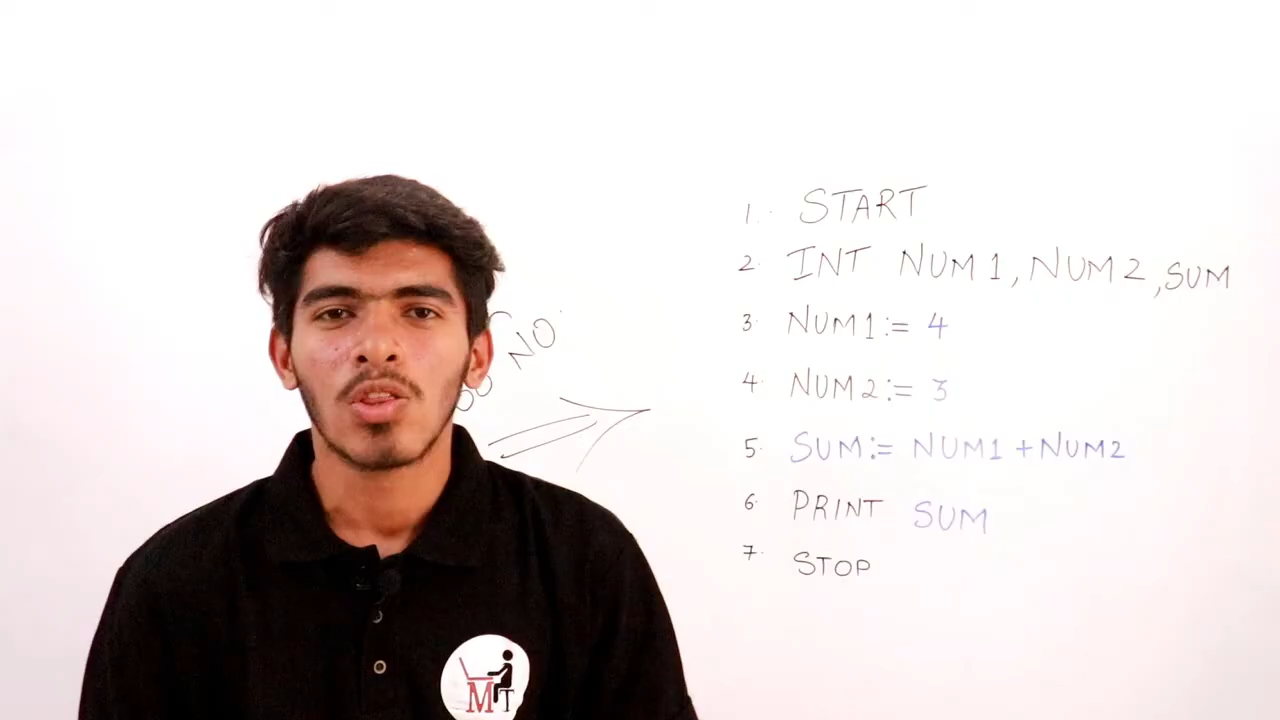 NO.
1. START
2. INT NUM1, NUM2, SUM
3. NUM1:= 4
4. NUM2:= 3
5. SUM:= NUM1 + NUM2
6. PRINT SUM
7. STOP
MT